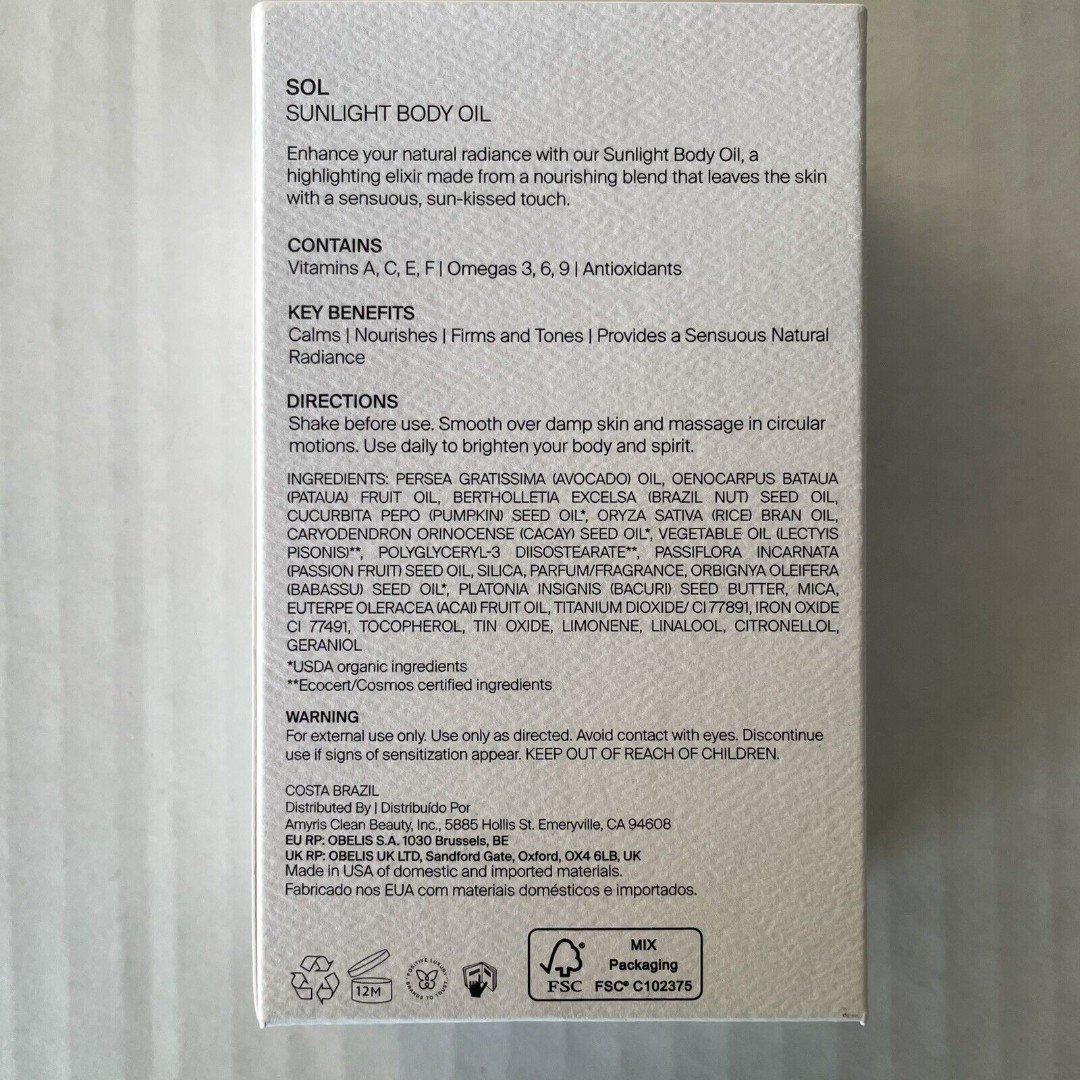 SOL
SUNLIGHT BODY OIL
Enhance your natural radiance with our Sunlight Body Oil, a
highlighting elixir made from a nourishing blend that leaves the skin
with a sensuous, sun-kissed touch.
CONTAINS
Vitamins A, C, E, F | Omegas 3, 6, 9 | Antioxidants
KEY BENEFITS
Calms | Nourishes | Firms and Tones | Provides a Sensuous Natural
Radiance
DIRECTIONS
Shake before use. Smooth over damp skin and massage in circular
motions. Use daily to brighten your body and spirit.
INGREDIENTS: PERSEA GRATISSIMA (AVOCADO) OIL, OENOCARPUS BATAUA
(PATAUA) FRUIT OIL, BERTHOLLETIA EXCELSA (BRAZIL NUT) SEED OIL,
CUCURBITA PEPO (PUMPKIN) SEED OIL*, ORYZA SATIVA (RICE) BRAN OIL,
CARYODENDRON ORINOCENSE (CACAY) SEED OIL*, VEGETABLE OIL (LECTYIS
PISONIS)**, POLYGLYCERYL-3 DIISOSTEARATE**, PASSIFLORA INCARNATA
(PASSION FRUIT) SEED OIL, SILICA, PARFUM/FRAGRANCE, ORBIGNYA OLEIFERA
(BABASSU) SEED OIL*, PLATONIA INSIGNIS (BACURI) SEED BUTTER, MICA,
EUTERPE OLERACEA (ACAI) FRUIT OIL, TITANIUM DIOXIDE/ CI 77891, IRON OXIDE
CI 77491, TOCOPHEROL, TIN OXIDE, LIMONENE, LINALOOL, CITRONELLOL,
GERANIOL
*USDA organic ingredients
**Ecocert/Cosmos certified ingredients
WARNING
For external use only. Use only as directed. Avoid contact with eyes. Discontinue
use if signs of sensitization appear. KEEP OUT OF REACH OF CHILDREN.
COSTA BRAZIL
Distributed By | Distribuído Por
Amyris Clean Beauty, Inc., 5885 Hollis St. Emeryville, CA 94608
EU RP: OBELIS S.A. 1030 Brussels, BE
UK RP: OBELIS UK LTD, Sandford Gate, Oxford, OX4 6LB, UK
Made in USA of domestic and imported materials.
Fabricado nos EUA com materiais domésticos e importados.
12M
POSITIVE LUXURY
BRANDS TO TRUST
FSC
MIX
Packaging
FSC® C102375